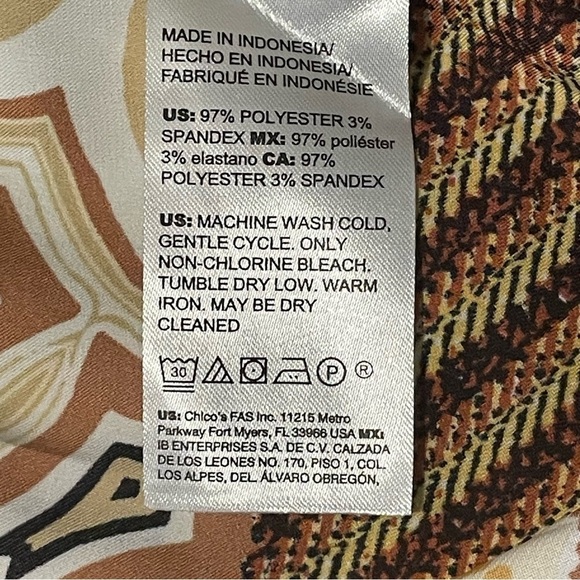 MADE IN INDONESIA/
HECHO EN INDONESIA/
FABRIQUÉ EN INDONÉSIE
US: 97% POLYESTER 3%
SPANDEX MX: 97% poliéster
3% elastano CA: 97%
POLYESTER 3% SPANDEX
US: MACHINE WASH COLD,
GENTLE CYCLE. ONLY
NON-CHLORINE BLEACH.
TUMBLE DRY LOW. WARM
IRON. MAY BE DRY
CLEANED
30 P ®
US: Chico's FAS Inc. 11215 Metro
Parkway Fort Myers, FL 33966 USA MX:
IB ENTERPRISES SA DE C.V. CALZADA
DE LOS LEONES NO. 170, PISO 1, COL.
LOS ALPES, DEL. ÁLVARO OBREGÓN,